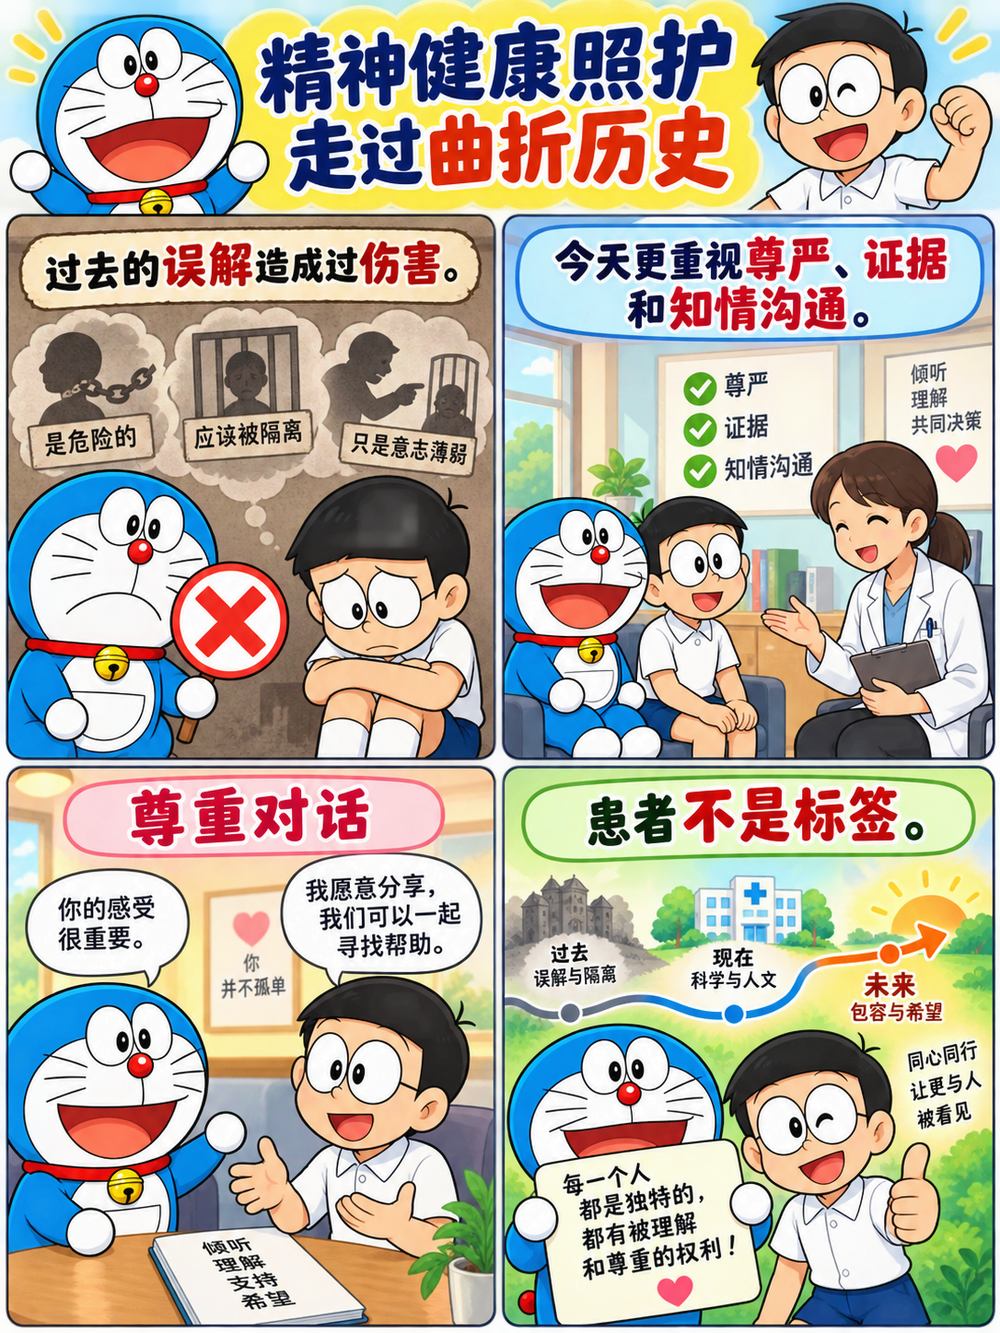 精神健康照护
走过曲折历史
过去的误解造成过伤害。
是危险的
应该被隔离
只是意志薄弱
今天更重视尊严、证据
和知情沟通。
尊严
证据
知情沟通
倾听
理解
共同决策
尊重对话
你的感受
很重要。
我愿意分享，
我们可以一起
寻找帮助。
你
并不孤单
倾听
理解
支持
希望
患者不是标签。
过去
误解与隔离
现在
科学与人文
未来
包容与希望
同心同行
让更与人
被看见
每一个人
都是独特的，
都有被理解
和尊重的权利！